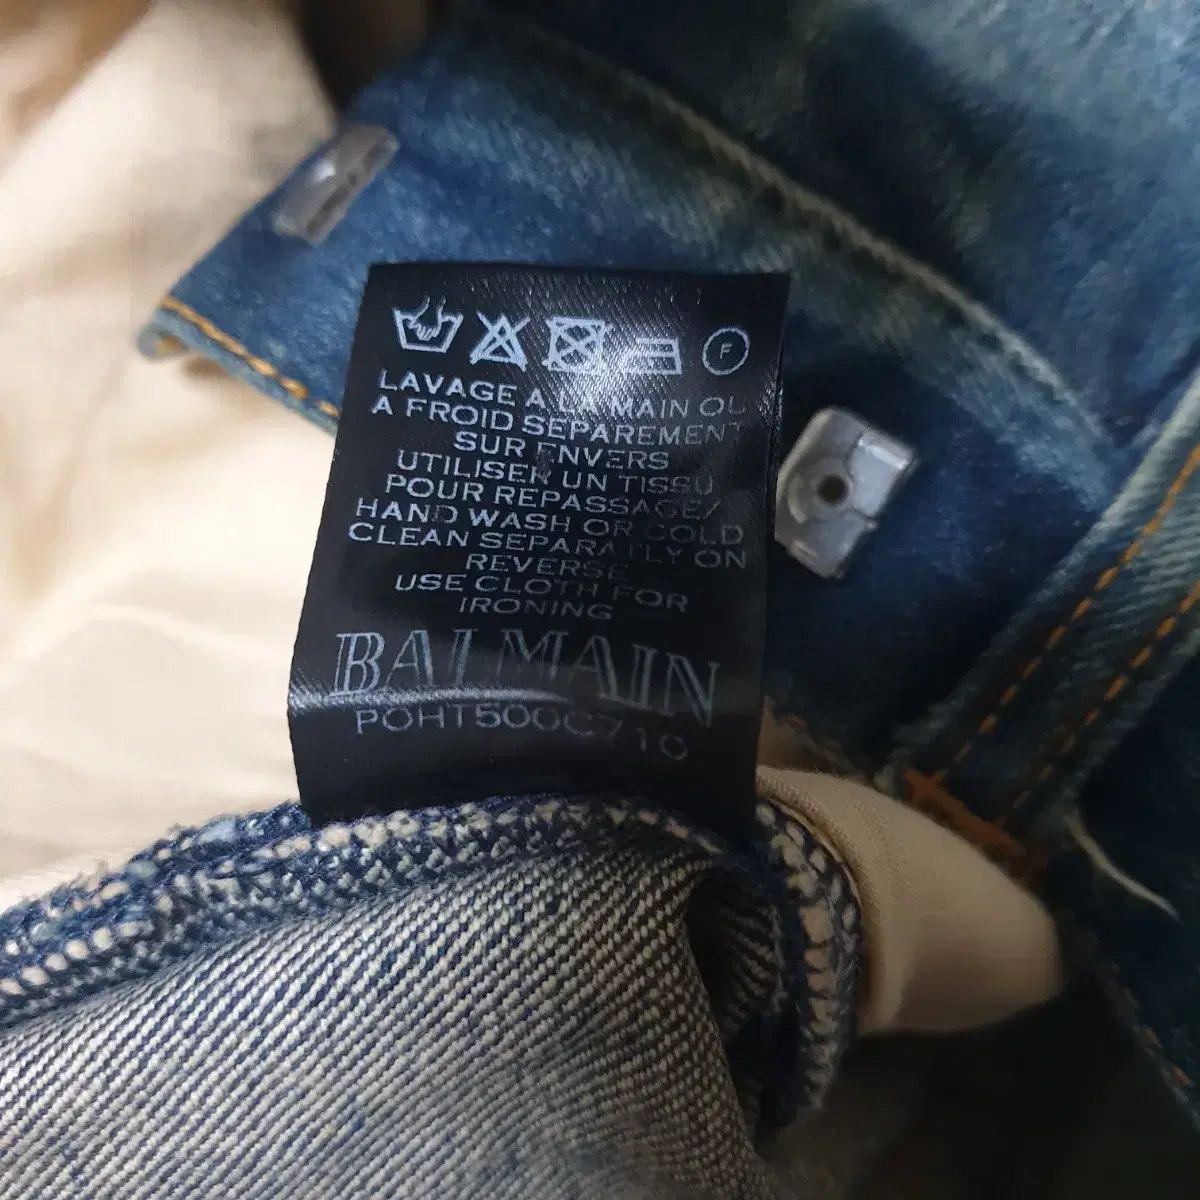 F
LAVAGE A LA MAIN OU
A FROID SEPAREMENT
SUR ENVERS
UTILISER UN TISSU
POUR REPASSAGE/
HAND WASH OR COLD
CLEAN SEPARATLY ON
REVERSE
USE CLOTH FOR
IRONING
BALMAIN
POHT500C710